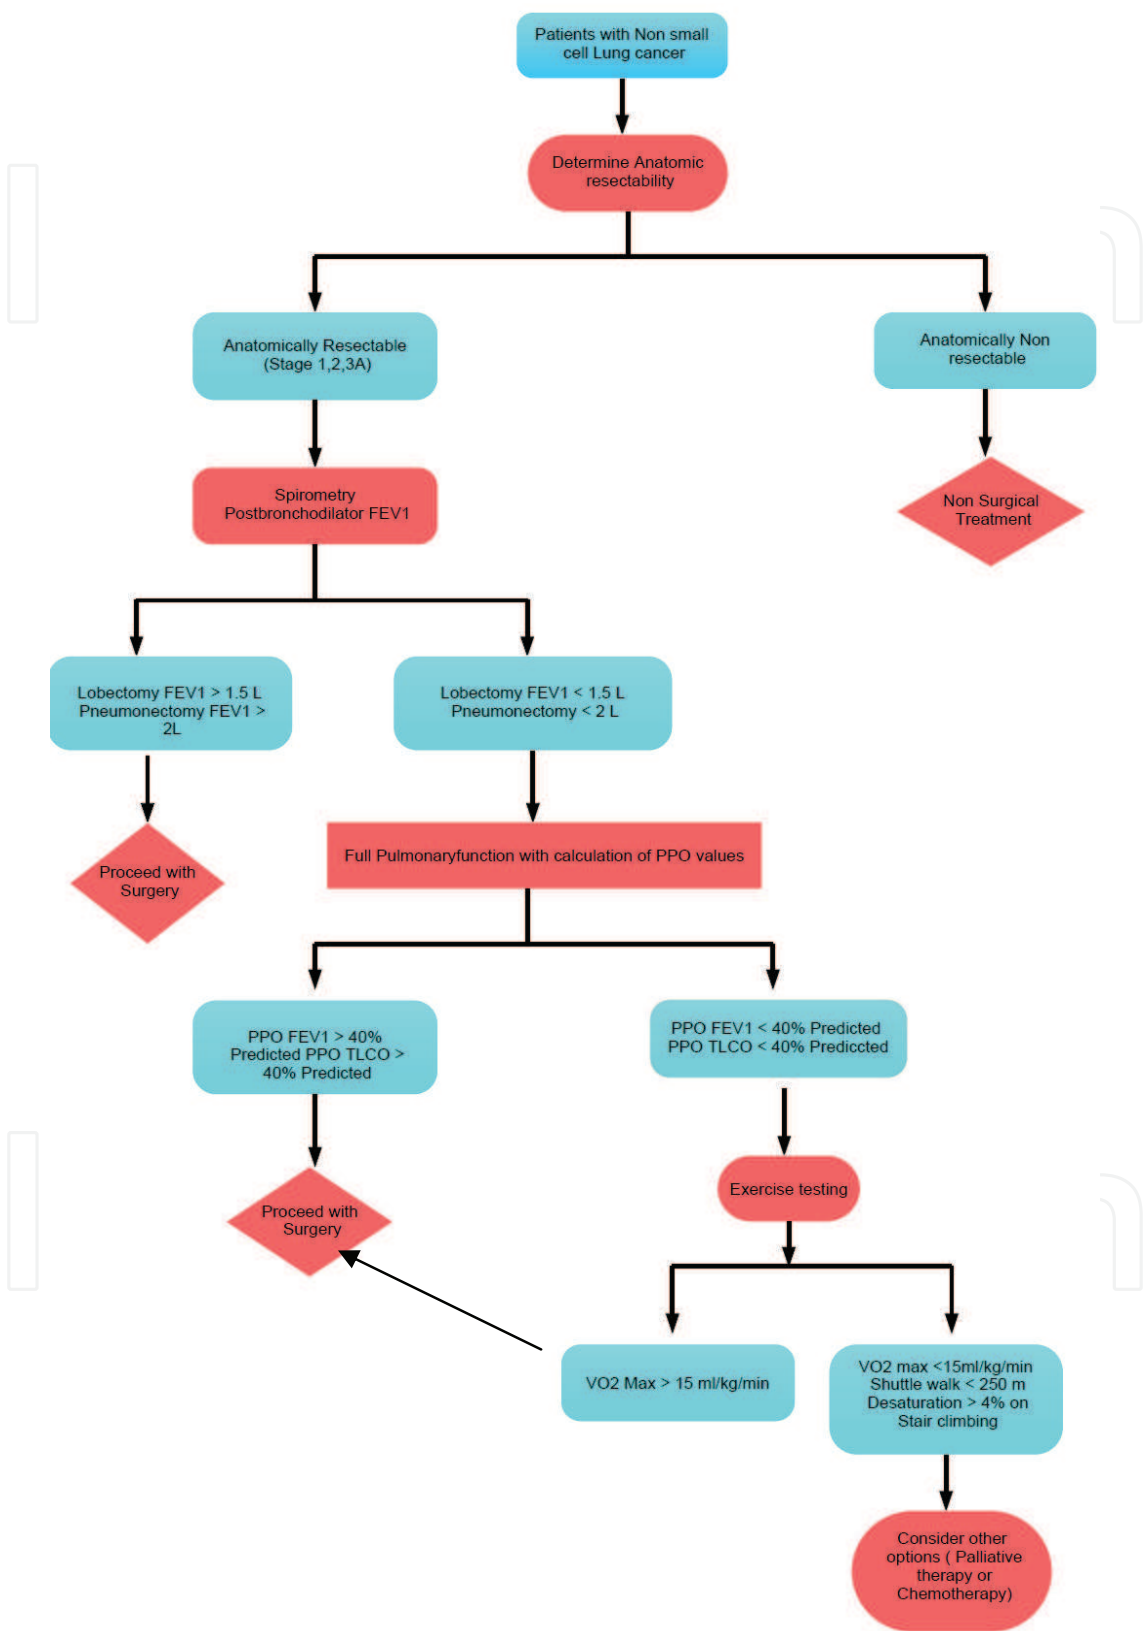 Patients with Non small
cell Lung cancer
Determine Anatomic
resectability
Anatomically Resectable
(Stage 1,2,3A)
Anatomically Non
resectable
Spirometry
Postbronchodilator FEV1
Non Surgical
Treatment
Lobectomy FEV1 > 1.5 L
Pneumonectomy FEV1 >
2L
Lobectomy FEV1 < 1.5 L
Pneumonectomy < 2 L
Proceed with
Surgery
Full Pulmonaryfunction with calculation of PPO values
PPO FEV1 > 40%
Predicted PPO TLCO >
40% Predicted
PPO FEV1 < 40% Predicted
PPO TLCO < 40% Prediccted
Proceed with
Surgery
Exercise testing
VO2 Max > 15 ml/kg/min
VO2 max <15ml/kg/min
Shuttle walk < 250 m
Desaturation > 4% on
Stair climbing
Consider other
options ( Palliative
therapy or
Chemotherapy)